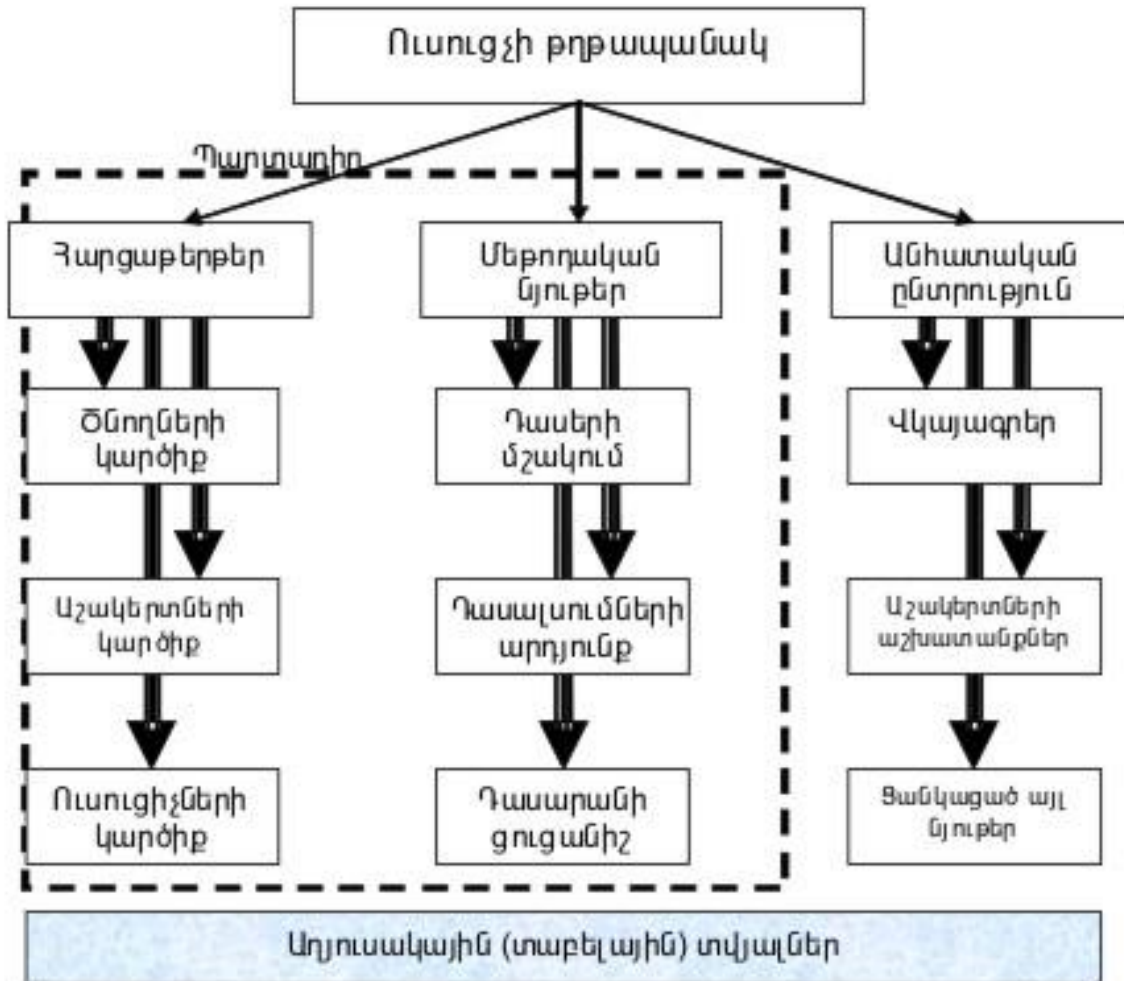 Ուսուցչի թղթապանակ
Պարտադիր
Հարցաթերթեր
Մեթոդական
նյութեր
Անհատական
ընտրություն
Ծնողների
կարծիք
Դասերի
մշակում
Վկայագրեր
Աշակերտների
կարծիք
Դասալսումների
արդյունք
Աշակերտների
աշխատանքներ
Ուսուցիչների
կարծիք
Դասարանի
ցուցանիշ
Ցանկացած այլ
նյութեր
Աղյուսակային (տաբելային) տվյալներ